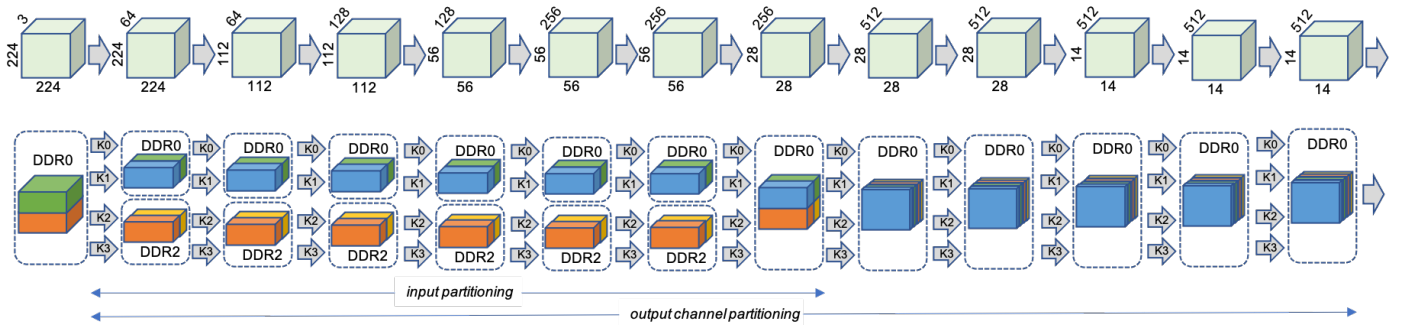 3 64 64 128 128 256 256 256 512 512 512 512 512
224 224 112 112 56 56 56 28 28 28 14 14 14
224 224 112 112 56 56 56 28 28 28 14 14 14
K0 K0 K0 K0 K0 K0 K0 K0 K0 K0 K0 K0
DDR0 DDR0 DDR0 DDR0 DDR0 DDR0 DDR0 DDR0 DDR0 DDR0 DDR0 DDR0 DDR0
K1 K1 K1 K1 K1 K1 K1 K1 K1 K1 K1 K1
K2 K2 K2 K2 K2 K2 K2 K2 K2 K2 K2 K2
K3 K3 K3 K3 K3 K3 K3 K3 K3 K3 K3 K3
DDR2 DDR2 DDR2 DDR2 DDR2 DDR2
input partitioning
output channel partitioning